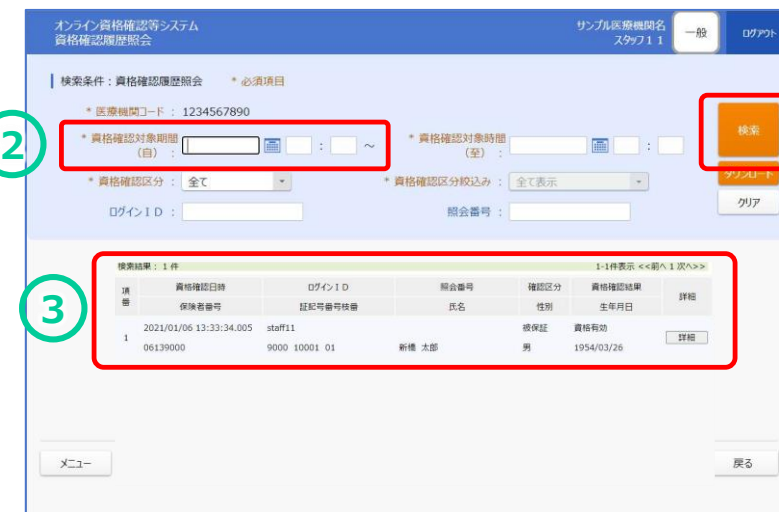 オンライン資格確認等システム
資格確認履歴照会
サンプル医療機関名
スタッフ11
一般
ログアウト
検索条件：資格確認履歴照会　* 必須項目
* 医療機関コード ： 1234567890
2
* 資格確認対象期間
(自) ：
： ～
* 資格確認対象時間
(至) ：
：
検索
* 資格確認区分 ： 全て
* 資格確認区分絞込み ： 全て表示
ダウンロード
ログインID ：
照会番号 ：
クリア
3
検索結果：1 件
1-1件表示 <<前へ 1 次へ>>
項番 資格確認日時 ログインID 照会番号 確認区分 資格確認結果 詳細
保険者番号 証記号番号枝番 氏名 性別 生年月日
1 2021/01/06 13:33:34.005 staff11 被保証 資格有効 詳細
06139000 9000 10001 01 新橋 太郎 男 1954/03/26
メニュー
戻る